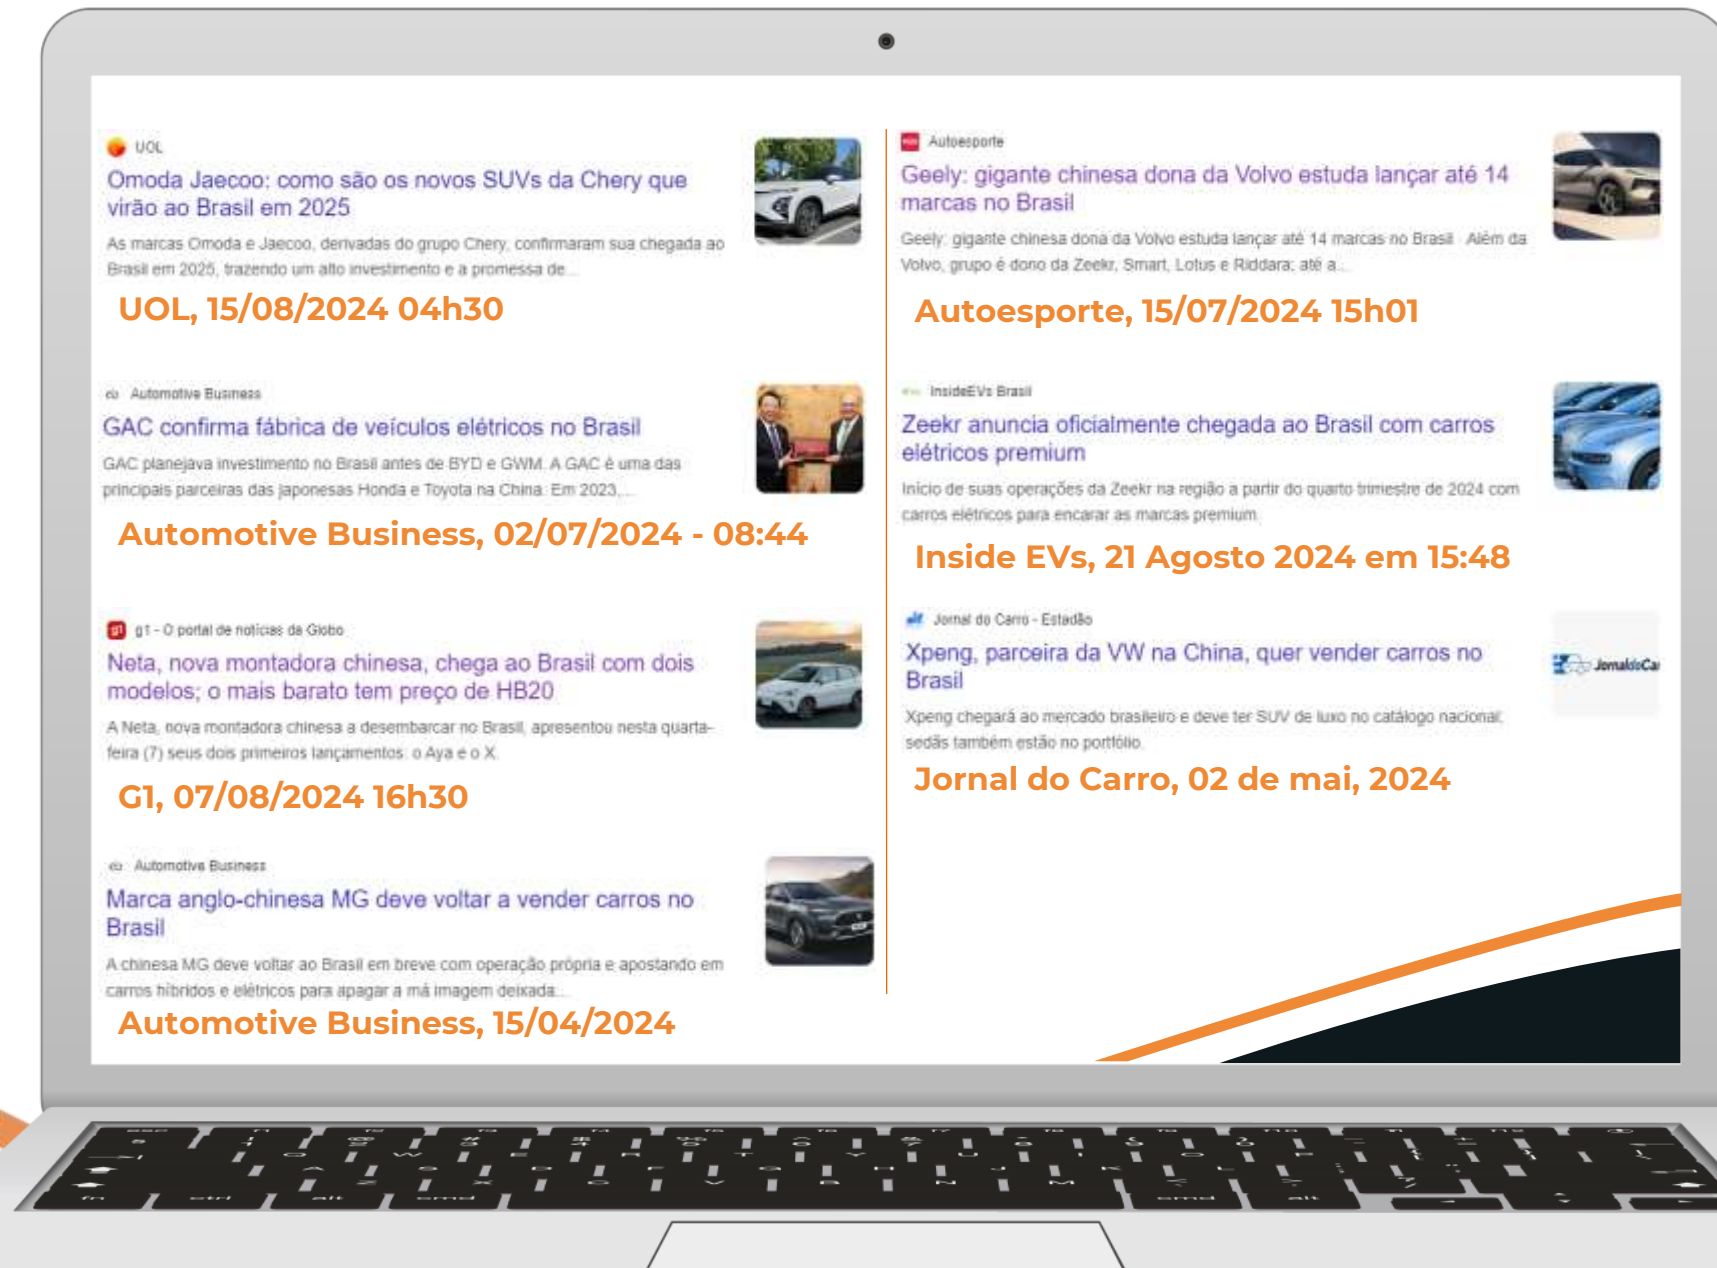 UOL
Omoda Jaecoo: como são os novos SUVs da Chery que
virão ao Brasil em 2025
As marcas Omoda e Jaecoo, derivadas do grupo Chery, confirmaram sua chegada ao
Brasil em 2025, trazendo um alto investimento e a promessa de...
UOL, 15/08/2024 04h30
Automotive Business
GAC confirma fábrica de veículos elétricos no Brasil
GAC planejava investimento no Brasil antes de BYD e GWM. A GAC é uma das
principais parceiras das japonesas Honda e Toyota na China. Em 2023,...
Automotive Business, 02/07/2024 - 08:44
g1
g1 - O portal de notícias da Globo
Neta, nova montadora chinesa, chega ao Brasil com dois
modelos; o mais barato tem preço de HB20
A Neta, nova montadora chinesa a desembarcar no Brasil, apresentou nesta quarta-
feira (7) seus dois primeiros lançamentos: o Aya e o X.
G1, 07/08/2024 16h30
Automotive Business
Marca anglo-chinesa MG deve voltar a vender carros no
Brasil
A chinesa MG deve voltar ao Brasil em breve com operação própria e apostando em
carros híbridos e elétricos para apagar a má imagem deixada...
Automotive Business, 15/04/2024
Autoesporte
Geely: gigante chinesa dona da Volvo estuda lançar até 14
marcas no Brasil
Geely: gigante chinesa dona da Volvo estuda lançar até 14 marcas no Brasil · Além da
Volvo, grupo é dono da Zeekr, Smart, Lotus e Riddara; até a...
Autoesporte, 15/07/2024 15h01
InsideEVs Brasil
Zeekr anuncia oficialmente chegada ao Brasil com carros
elétricos premium
Início de suas operações da Zeekr na região a partir do quarto trimestre de 2024 com
carros elétricos para encarar as marcas premium.
Inside EVs, 21 Agosto 2024 em 15:48
Jornal do Carro - Estadão
Xpeng, parceira da VW na China, quer vender carros no
Brasil
Xpeng chegará ao mercado brasileiro e deve ter SUV de luxo no catálogo nacional;
sedãs também estão no portfólio.
JornaldoCar
Jornal do Carro, 02 de mai, 2024
fn ctrl alt cmd cmd alt